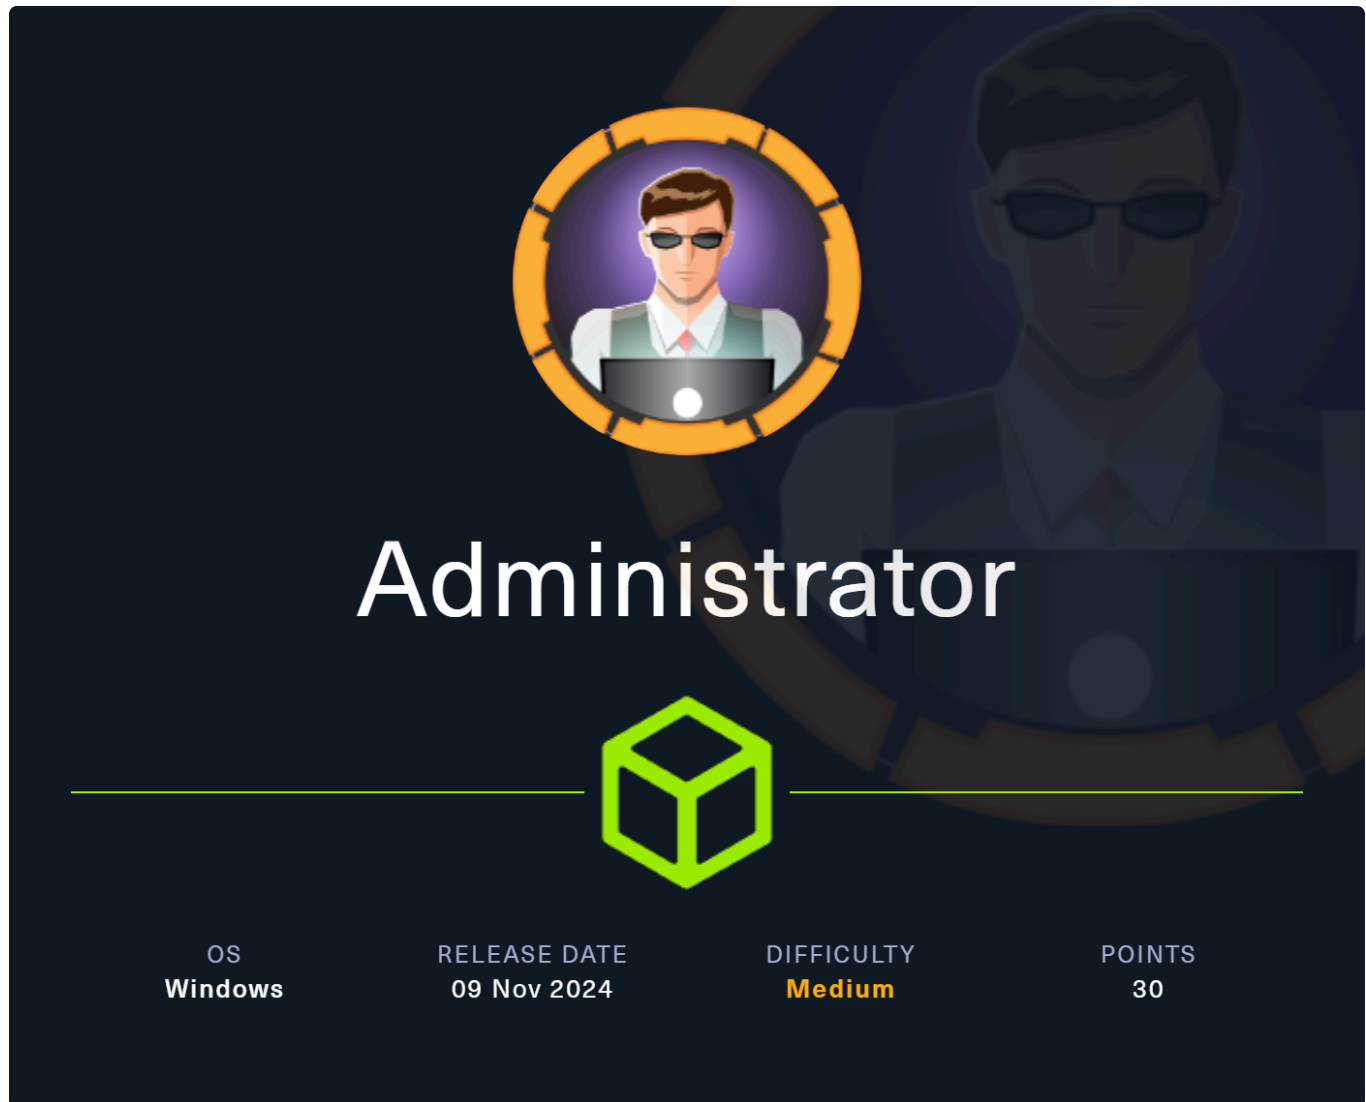 Administrator
OS RELEASE DATE DIFFICULTY POINTS
Windows 09 Nov 2024 Medium 30